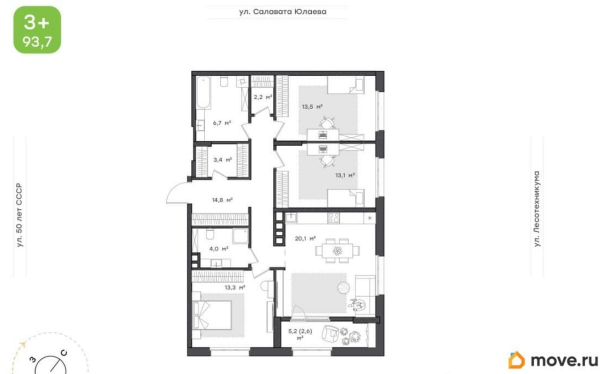 3+
93,7
ул. Салавата Юлаева
ул. 50 лет СССР
ул. Лесотехникума
6,7 м²
2,2 м²
13,5 м²
3,4 м²
13,1 м²
14,8 м²
4,0 м²
20,1 м²
13,3 м²
5,2 (2,6)
м²
З
С
move.ru